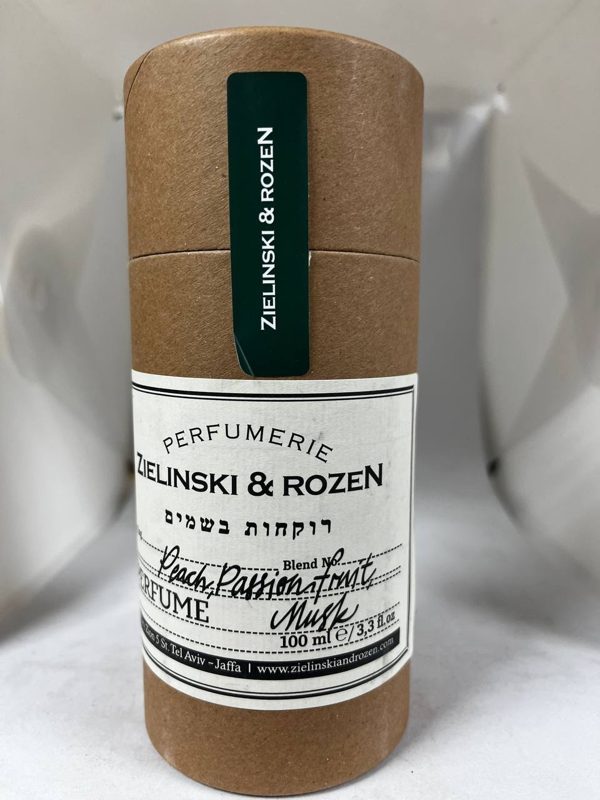 ZIELINSKI & ROZEN
PERFUMERIE
ZIELINSKI & ROZEN
רוקחות בשמים
Blend No.
Peach, Passion fruit,
PERFUME
Musk
100 ml ℮/3,3 fl.oz
5 St. Tel Aviv - Jaffa | www.zielinskiandrozen.com